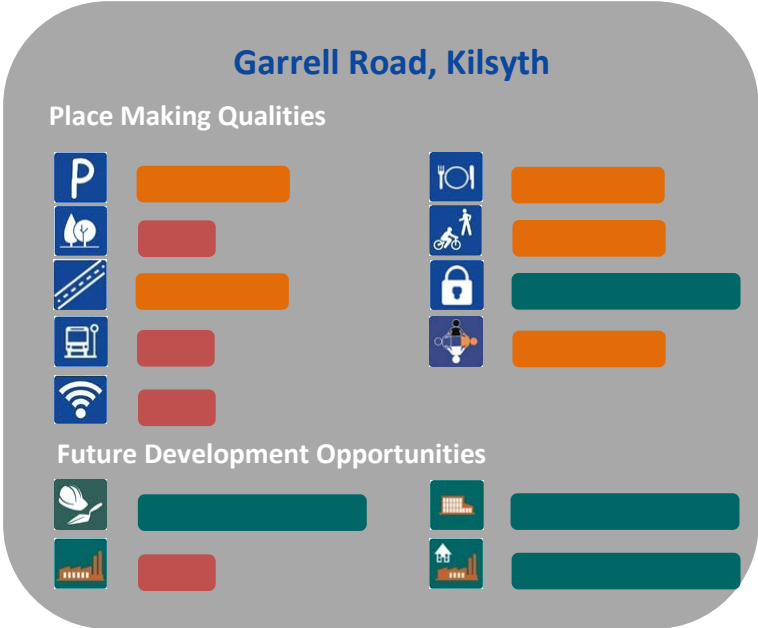 Garrell Road, Kilsyth
Place Making Qualities
P
Future Development Opportunities